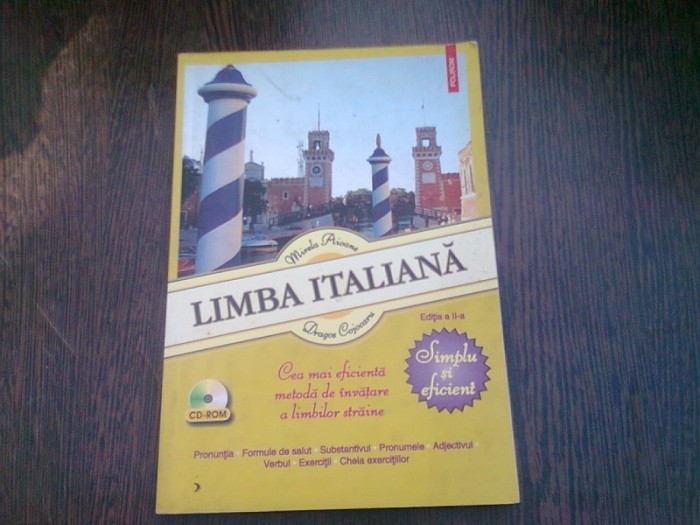 POLIROM
Mirela Aioane
LIMBA ITALIANĂ
Dragoș Cojocaru
Ediția a II-a
Simplu
și
eficient
Cea mai eficientă
metodă de învățare
a limbilor străine
CD-ROM
Pronunția • Formule de salut • Substantivul • Pronumele • Adjectivul •
Verbul • Exerciții • Cheia exercițiilor